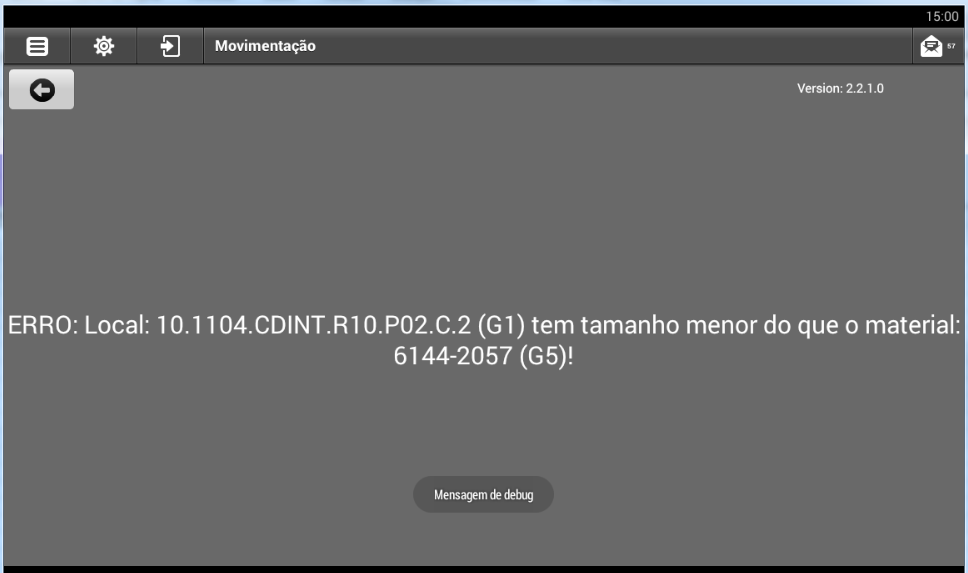 15:00
Movimentação
57
Version: 2.2.1.0
ERRO: Local: 10.1104.CDINT.R10.P02.C.2 (G1) tem tamanho menor do que o material:
6144-2057 (G5)!
Mensagem de debug